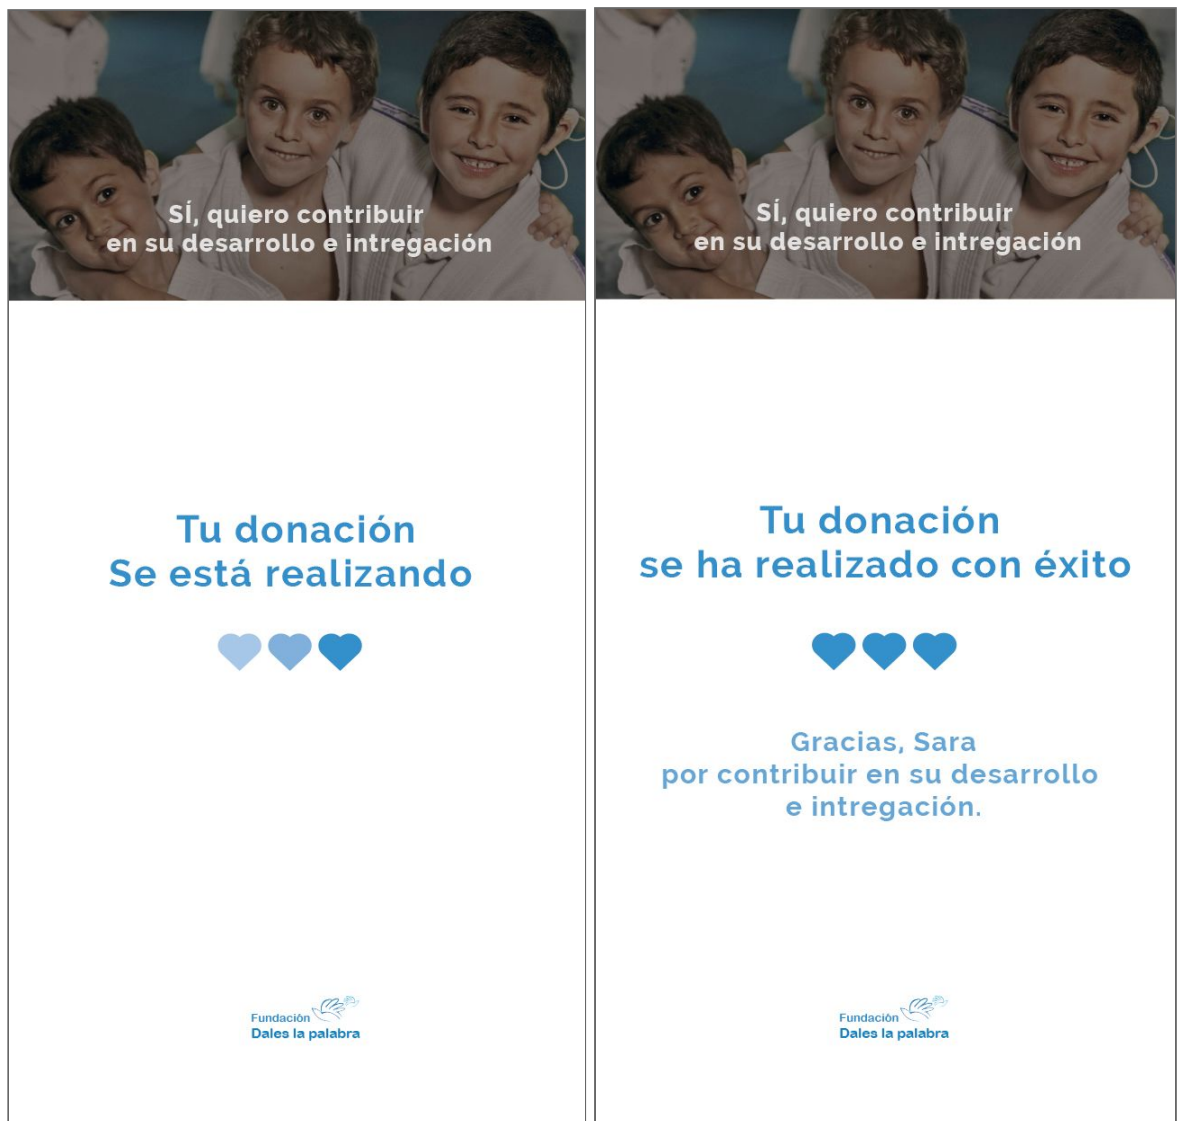 SÍ, quiero contribuir
en su desarrollo e intregación
Tu donación
Se está realizando
Fundación
Dales la palabra
SÍ, quiero contribuir
en su desarrollo e intregación
Tu donación
se ha realizado con éxito
Gracias, Sara
por contribuir en su desarrollo
e intregación.
Fundación
Dales la palabra